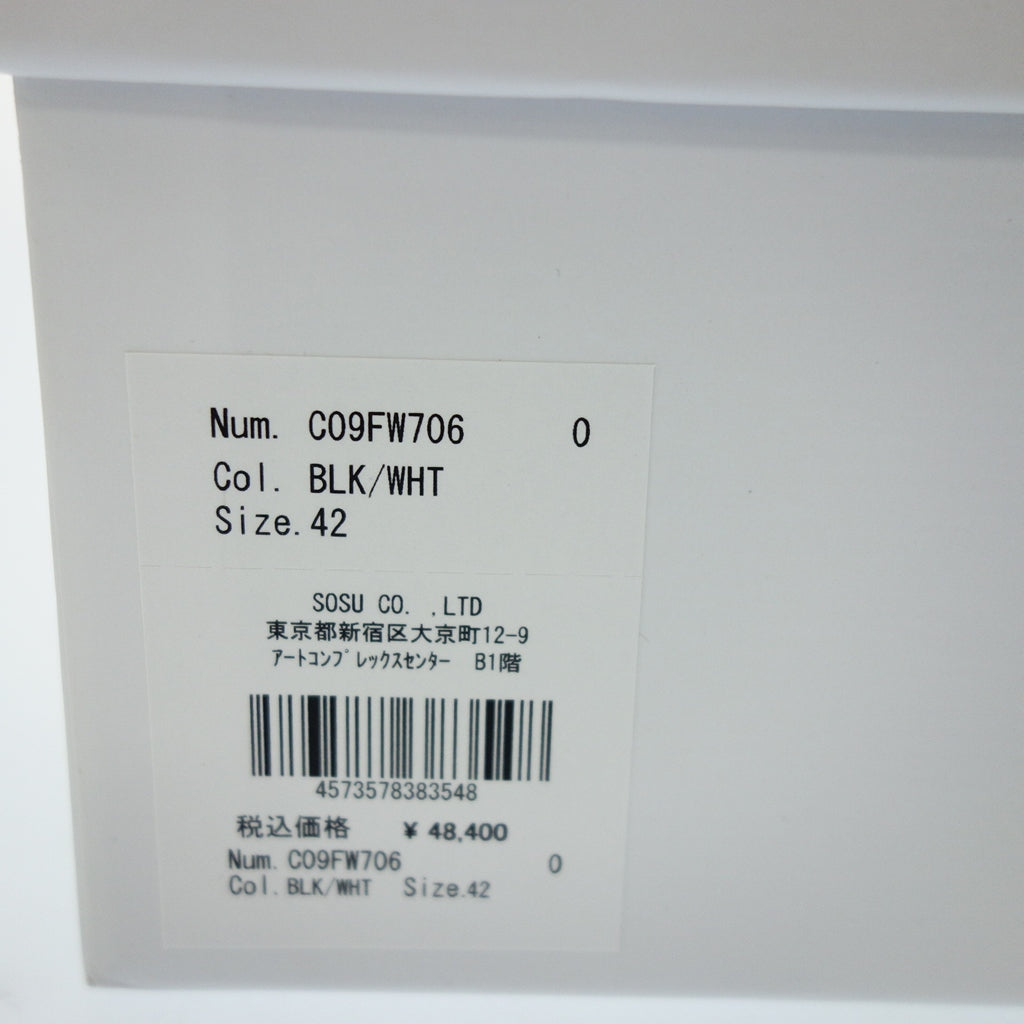 Num. C09FW706 0
Col. BLK/WHT
Size. 42
SOSU CO. ,LTD
東京都新宿区大京町12-9
ｱｰﾄｺﾝﾌﾟﾚｯｸｽｾﾝﾀｰ B1階
4573578383548
税込価格 ¥ 48,400
Num. C09FW706 0
Col. BLK/WHT Size. 42